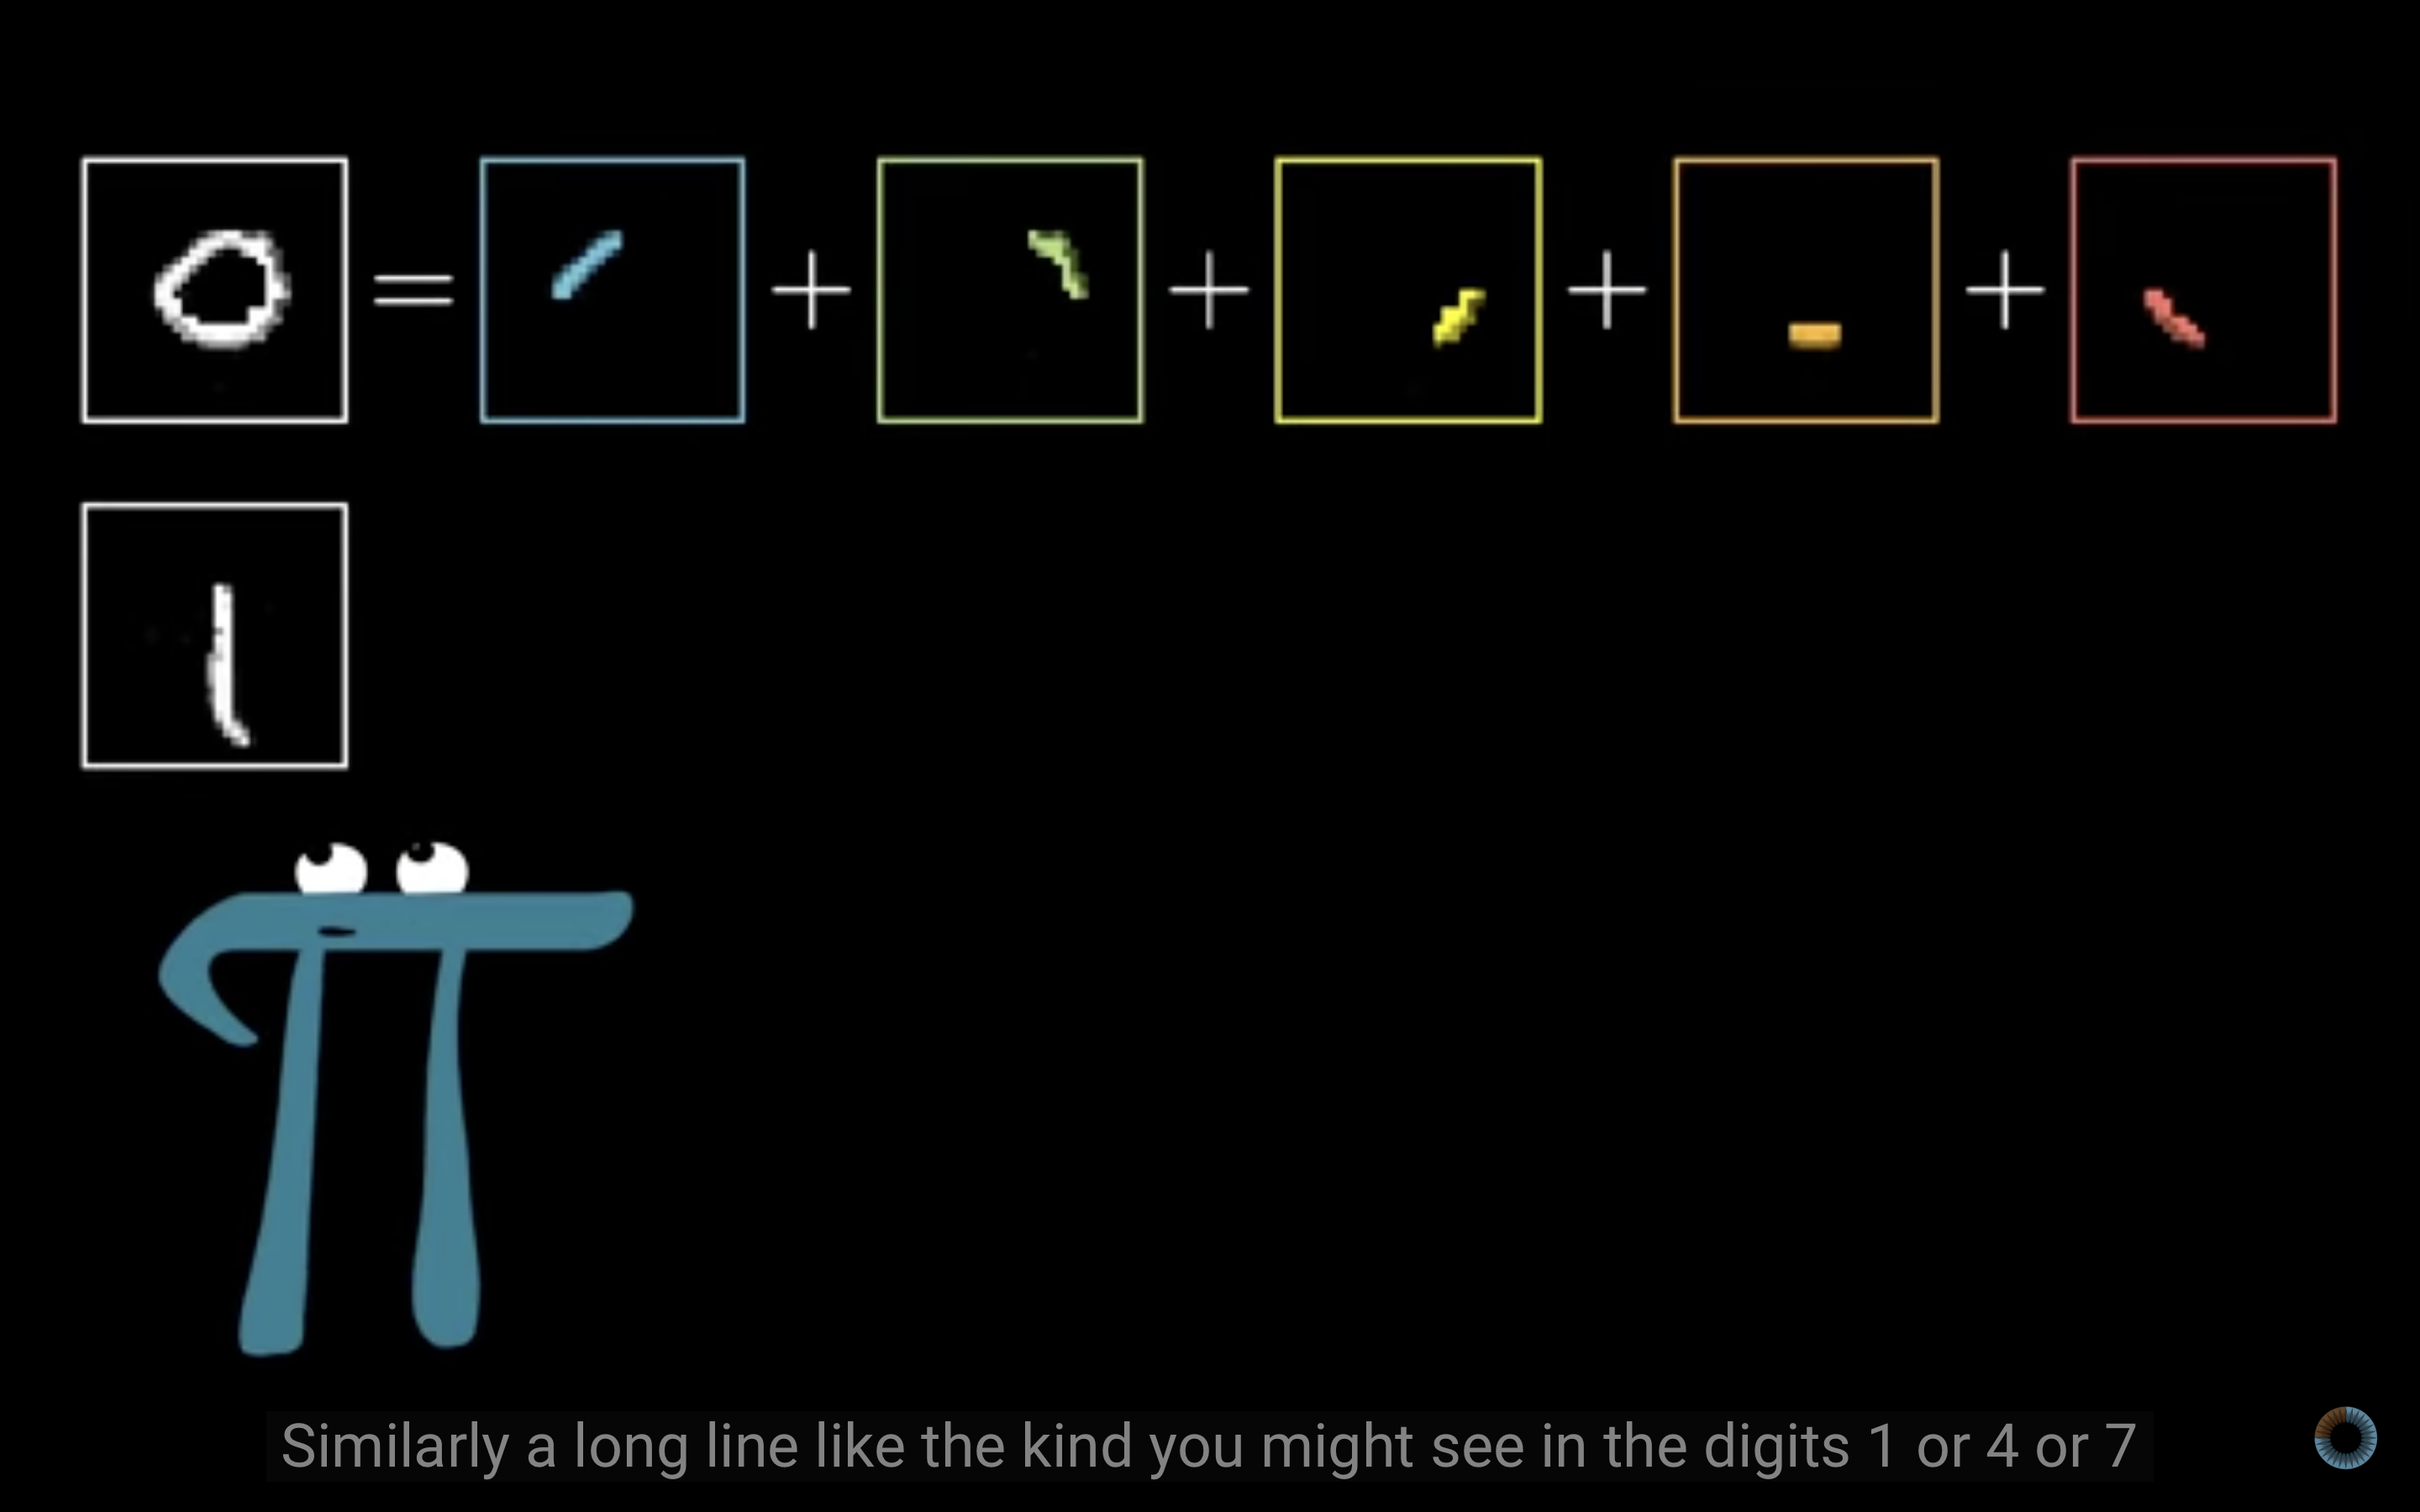 = + + + +
Similarly a long line like the kind you might see in the digits 1 or 4 or 7